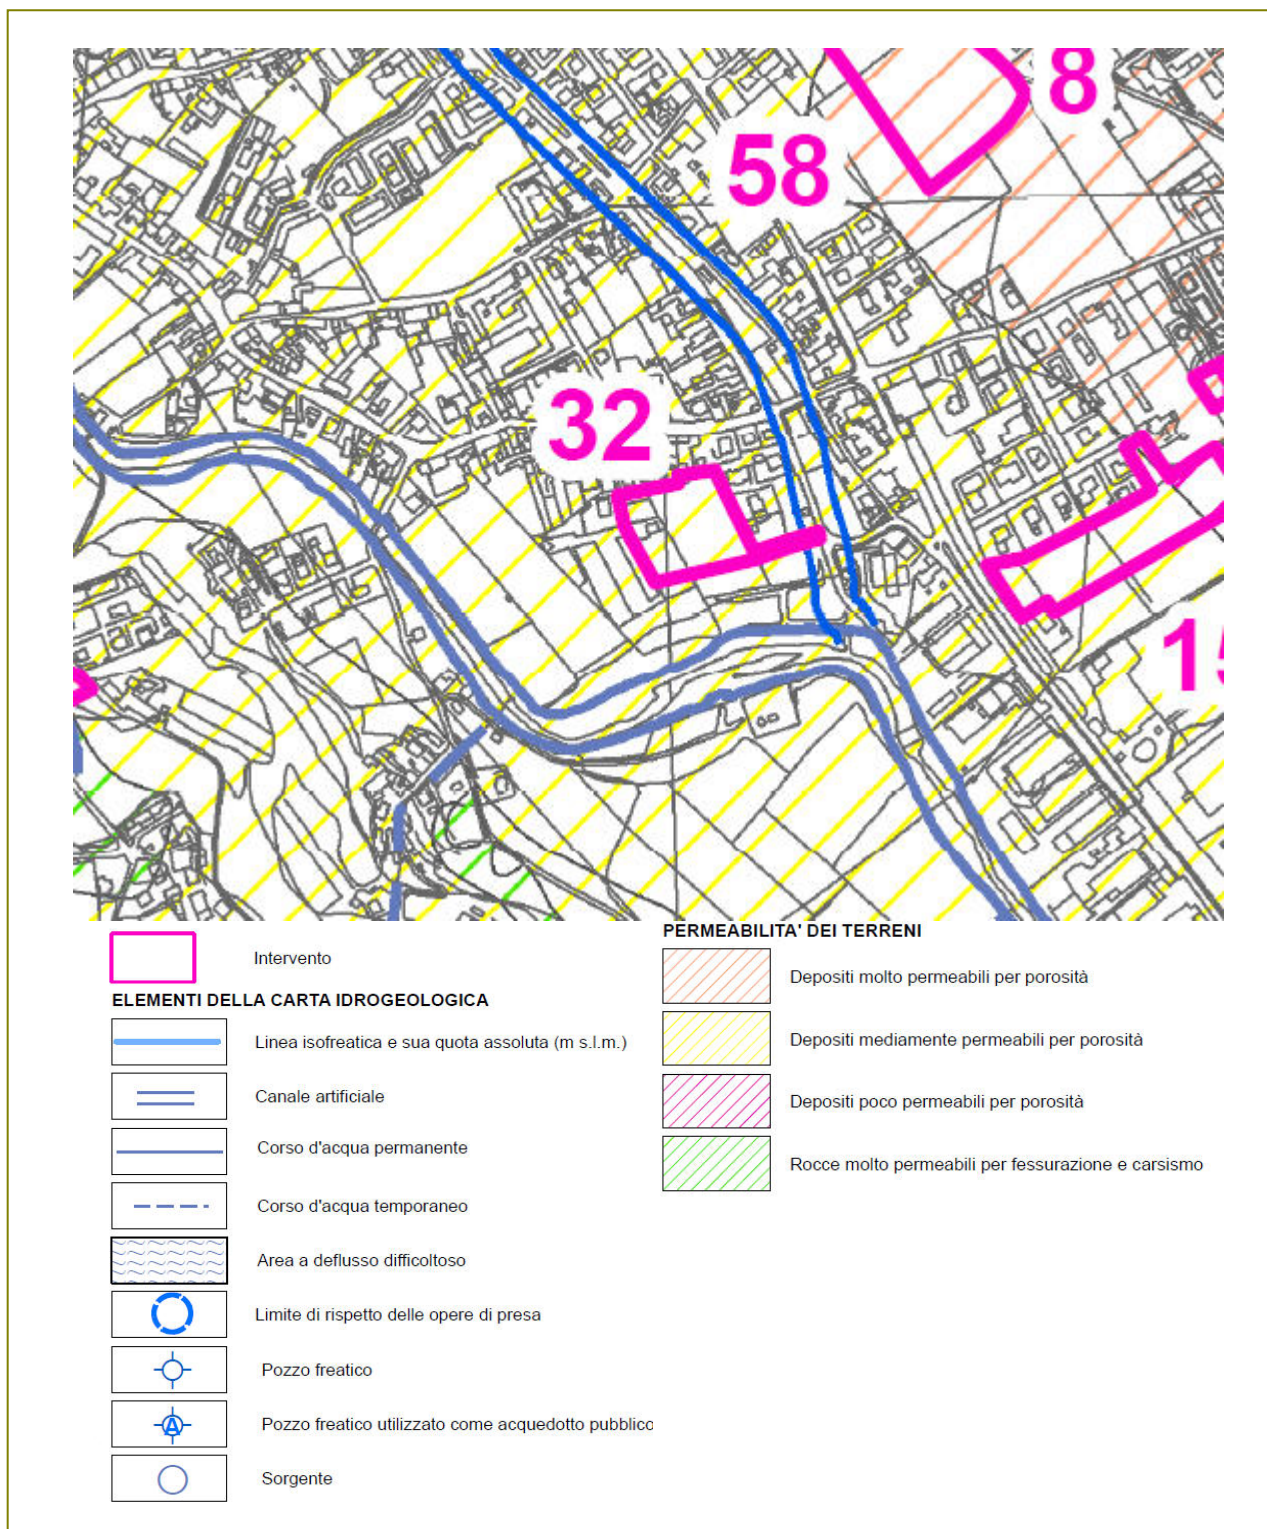 8
58
32
15
Intervento
ELEMENTI DELLA CARTA IDROGEOLOGICA
Linea isofreatica e sua quota assoluta (m s.l.m.)
Canale artificiale
Corso d'acqua permanente
Corso d'acqua temporaneo
Area a deflusso difficoltoso
Limite di rispetto delle opere di presa
Pozzo freatico
A
Pozzo freatico utilizzato come acquedotto pubblico
Sorgente
PERMEABILITA' DEI TERRENI
Depositi molto permeabili per porosità
Depositi mediamente permeabili per porosità
Depositi poco permeabili per porosità
Rocce molto permeabili per fessurazione e carsismo